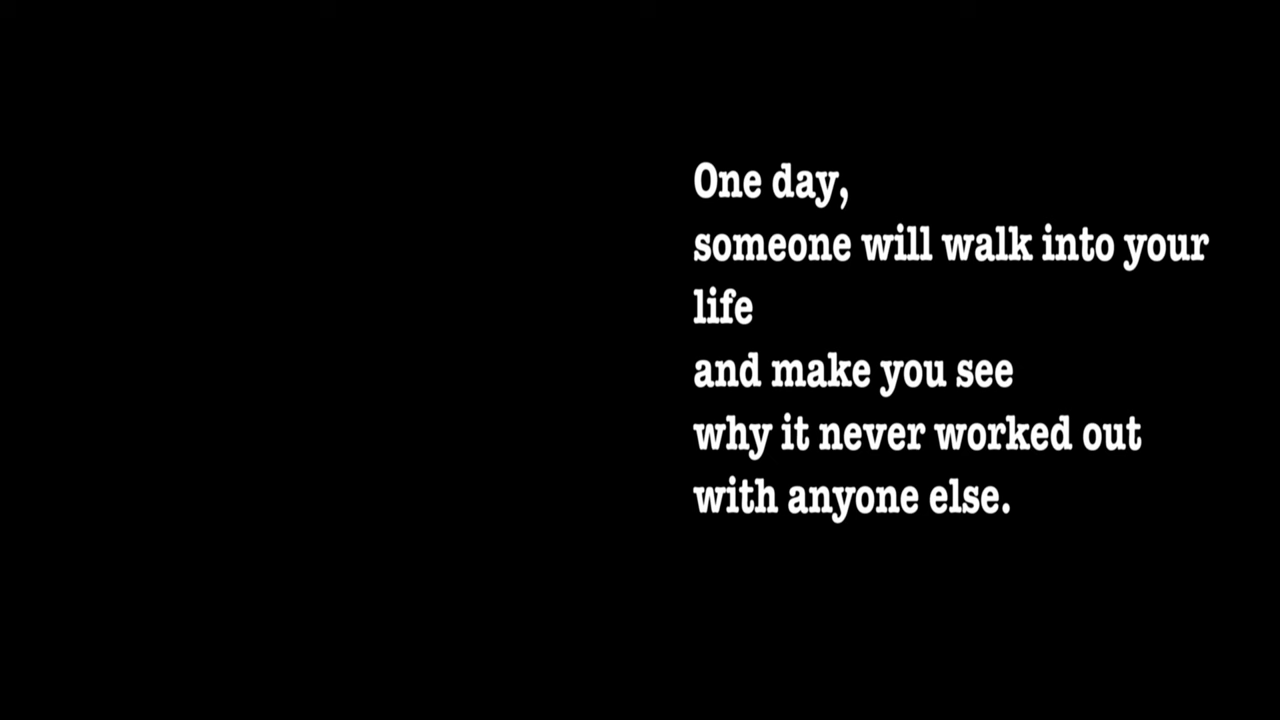 One day,
someone will walk into your
life
and make you see
why it never worked out
with anyone else.